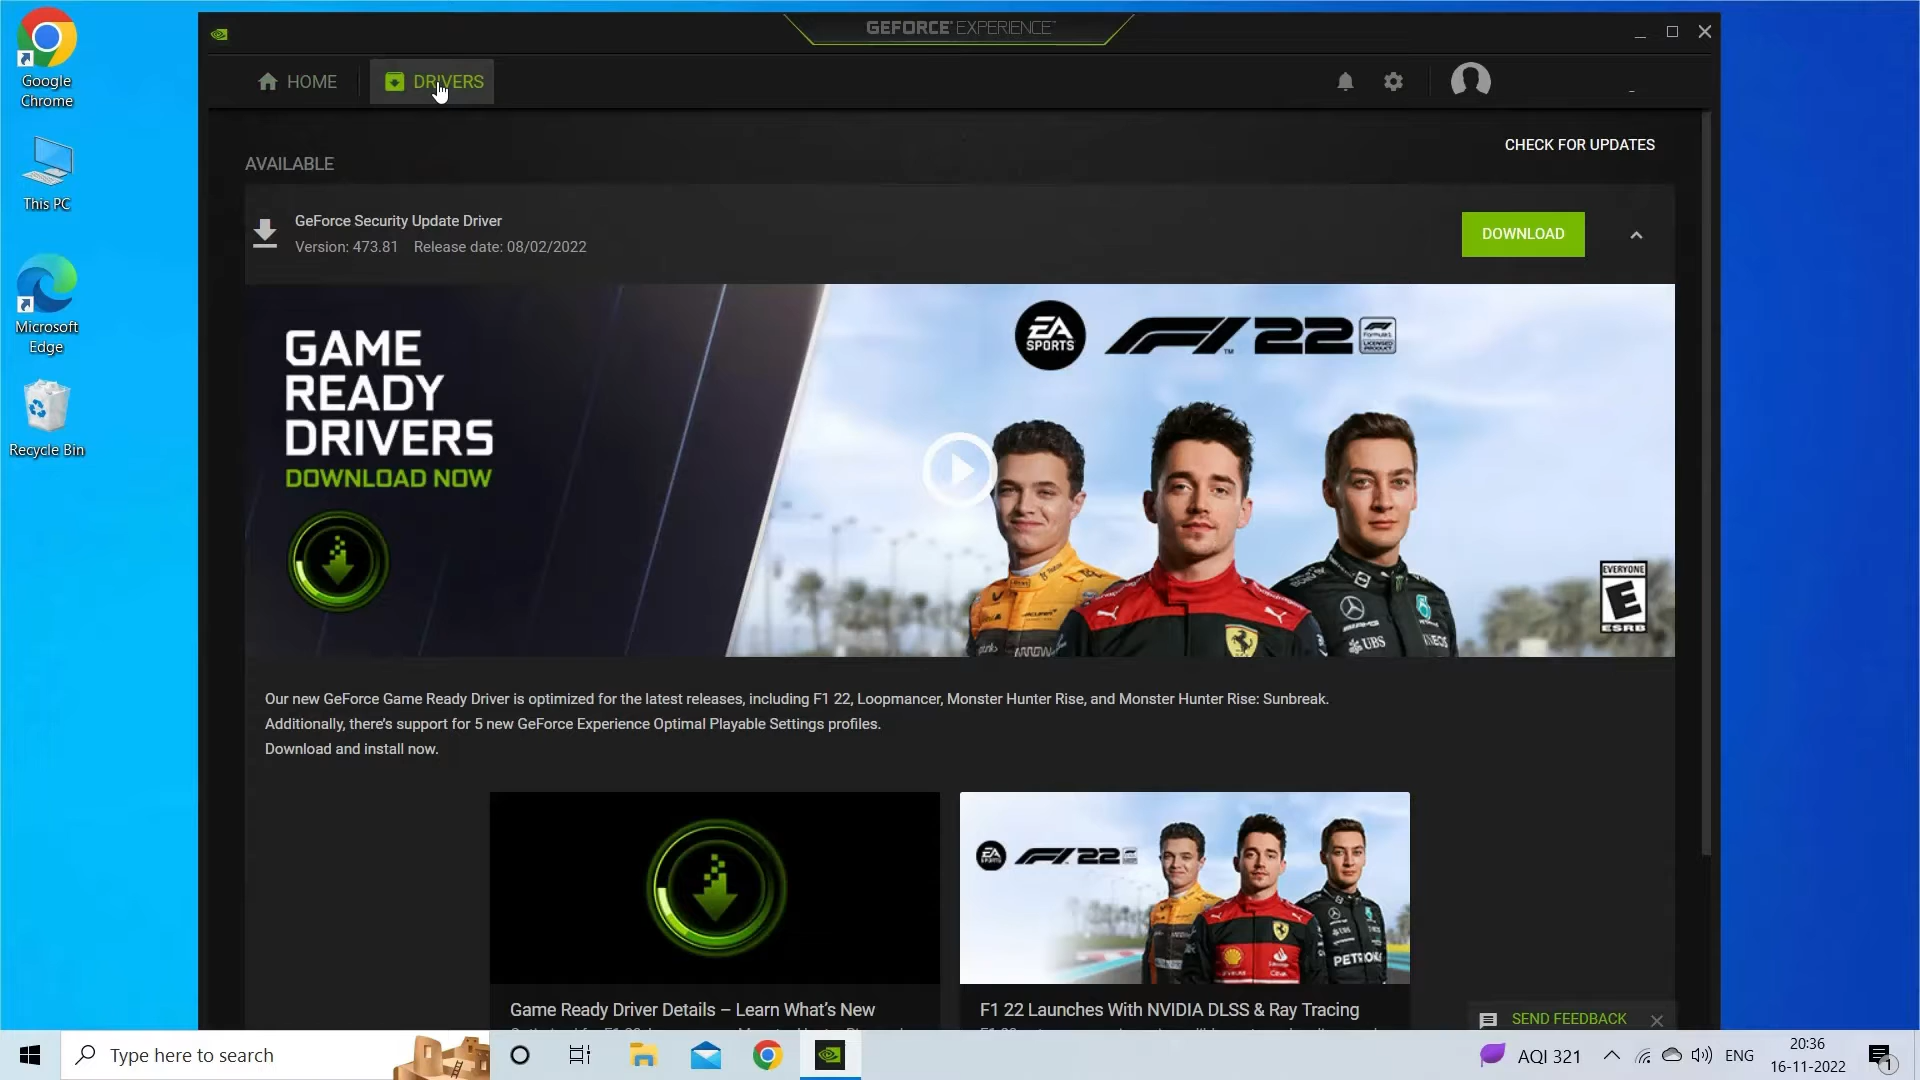 GEFORCE® EXPERIENCE™
Google
Chrome
This PC
Microsoft
Edge
Recycle Bin
HOME
DRIVERS
CHECK FOR UPDATES
AVAILABLE
GeForce Security Update Driver
Version: 473.81 Release date: 08/02/2022
DOWNLOAD
GAME
READY
DRIVERS
DOWNLOAD NOW
EA
SPORTS
F1 22
EVERYONE
E
ESRB
UBS
Our new GeForce Game Ready Driver is optimized for the latest releases, including F1 22, Loopmancer, Monster Hunter Rise, and Monster Hunter Rise: Sunbreak.
Additionally, there's support for 5 new GeForce Experience Optimal Playable Settings profiles.
Download and install now.
F1 22
PETRONAS
Game Ready Driver Details – Learn What's New
F1 22 Launches With NVIDIA DLSS & Ray Tracing
SEND FEEDBACK
Type here to search
AQI 321
ENG
20:36
16-11-2022
1